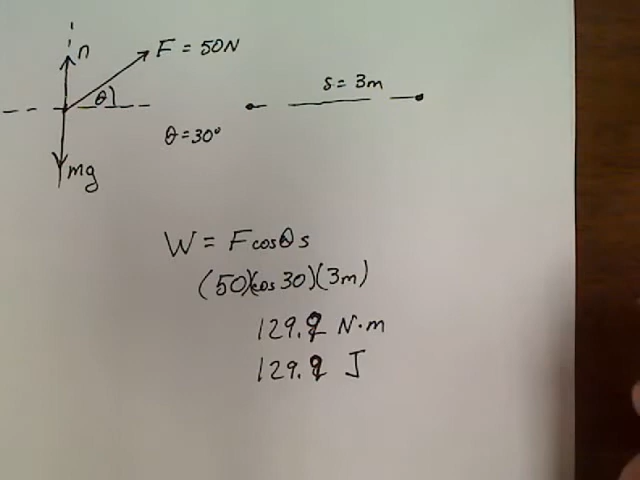 n
F = 50N
θ
s = 3m
θ = 30°
mg
W = F cosθ s
(50)(cos 30)(3m)
129.9 N·m
129.9 J